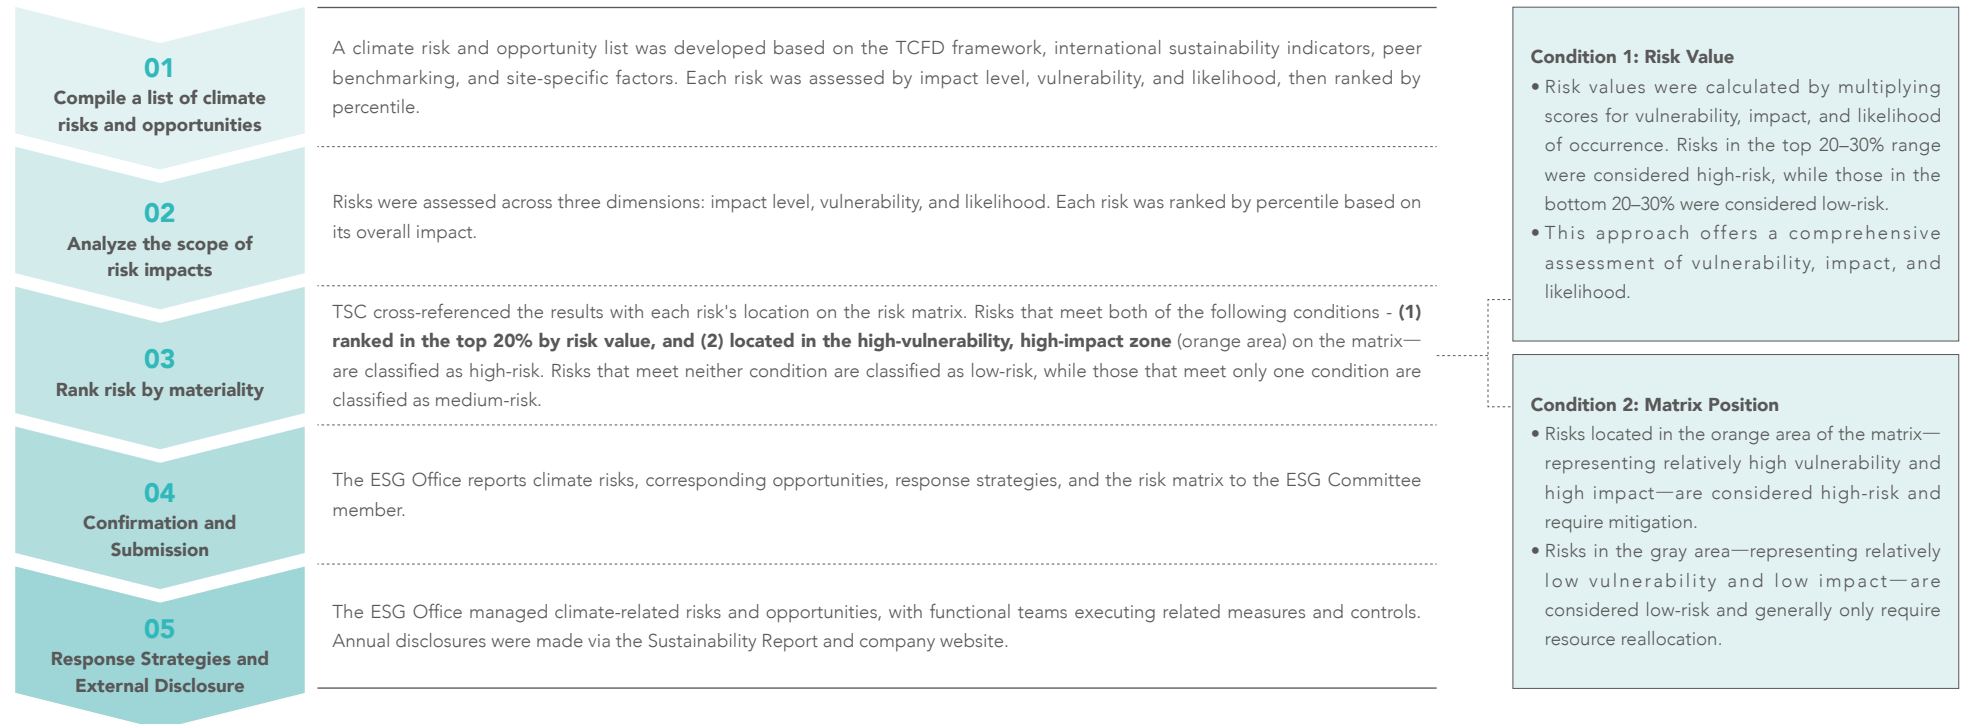 01
Compile a list of climate
risks and opportunities
A climate risk and opportunity list was developed based on the TCFD framework, international sustainability indicators, peer
benchmarking, and site-specific factors. Each risk was assessed by impact level, vulnerability, and likelihood, then ranked by
percentile.
02
Analyze the scope of
risk impacts
Risks were assessed across three dimensions: impact level, vulnerability, and likelihood. Each risk was ranked by percentile based on
its overall impact.
03
Rank risk by materiality
TSC cross-referenced the results with each risk's location on the risk matrix. Risks that meet both of the following conditions - (1)
ranked in the top 20% by risk value, and (2) located in the high-vulnerability, high-impact zone (orange area) on the matrix—
are classified as high-risk. Risks that meet neither condition are classified as low-risk, while those that meet only one condition are
classified as medium-risk.
04
Confirmation and
Submission
The ESG Office reports climate risks, corresponding opportunities, response strategies, and the risk matrix to the ESG Committee
member.
05
Response Strategies and
External Disclosure
The ESG Office managed climate-related risks and opportunities, with functional teams executing related measures and controls.
Annual disclosures were made via the Sustainability Report and company website.
Condition 1: Risk Value
• Risk values were calculated by multiplying
scores for vulnerability, impact, and likelihood
of occurrence. Risks in the top 20–30% range
were considered high-risk, while those in the
bottom 20–30% were considered low-risk.
• This approach offers a comprehensive
assessment of vulnerability, impact, and
likelihood.
Condition 2: Matrix Position
• Risks located in the orange area of the matrix—
representing relatively high vulnerability and
high impact—are considered high-risk and
require mitigation.
• Risks in the gray area—representing relatively
low vulnerability and low impact—are
considered low-risk and generally only require
resource reallocation.